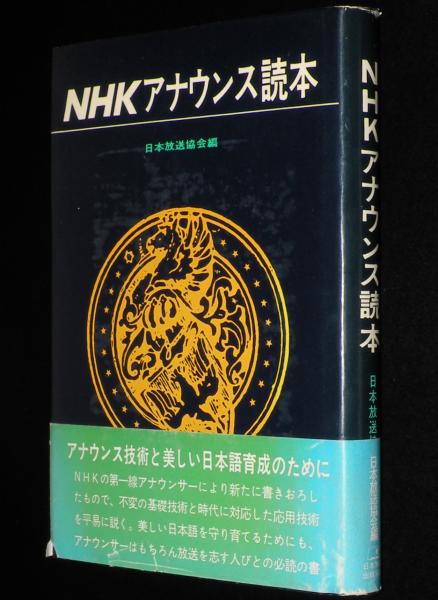 NHKアナウンス読本
日本放送協会編
アナウンス技術と美しい日本語育成のために
NHKの第一線アナウンサーにより新たに書きおろし
たもので、不変の基礎技術と時代に対応した応用技術
を平易に説く。美しい日本語を守り育てるためにも、
アナウンサーはもちろん放送を志す人びとの必読の書
NHKアナウンス読本
日本放送協
日本放送協会編